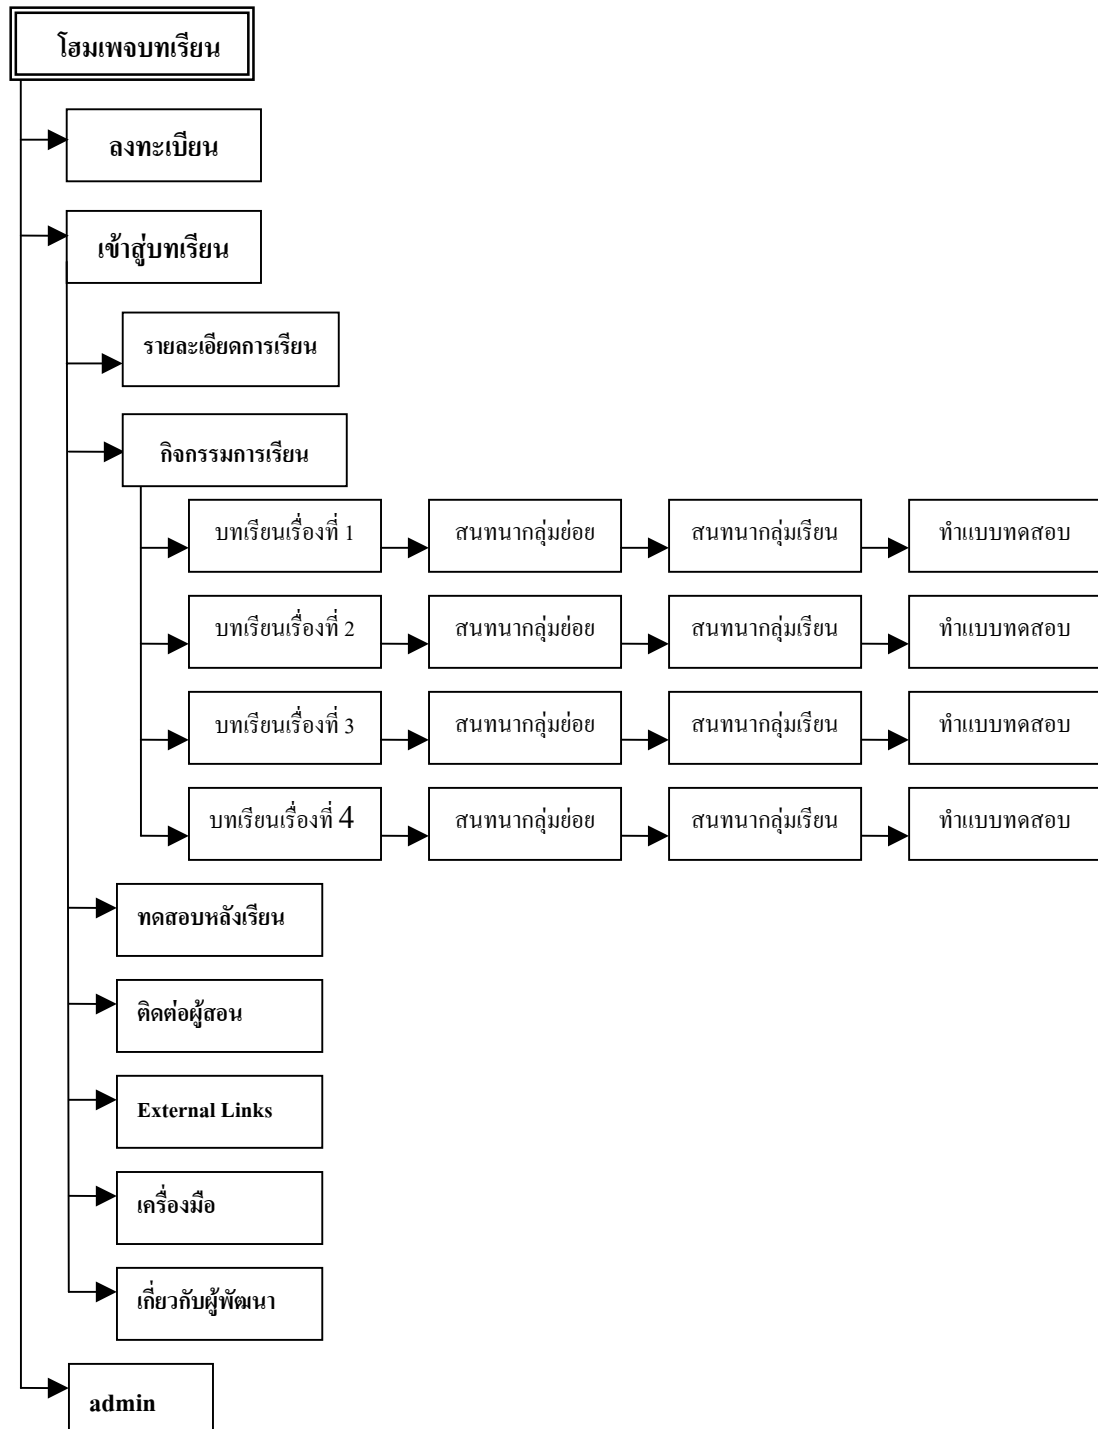 โฮมเพจบทเรียน
ลงทะเบียน
เข้าสู่บทเรียน
รายละเอียดการเรียน
กิจกรรมการเรียน
บทเรียนเรื่องที่ 1 สนทนากลุ่มย่อย สนทนากลุ่มเรียน ทำแบบทดสอบ
บทเรียนเรื่องที่ 2 สนทนากลุ่มย่อย สนทนากลุ่มเรียน ทำแบบทดสอบ
บทเรียนเรื่องที่ 3 สนทนากลุ่มย่อย สนทนากลุ่มเรียน ทำแบบทดสอบ
บทเรียนเรื่องที่ 4 สนทนากลุ่มย่อย สนทนากลุ่มเรียน ทำแบบทดสอบ
ทดสอบหลังเรียน
ติดต่อผู้สอน
External Links
เครื่องมือ
เกี่ยวกับผู้พัฒนา
admin